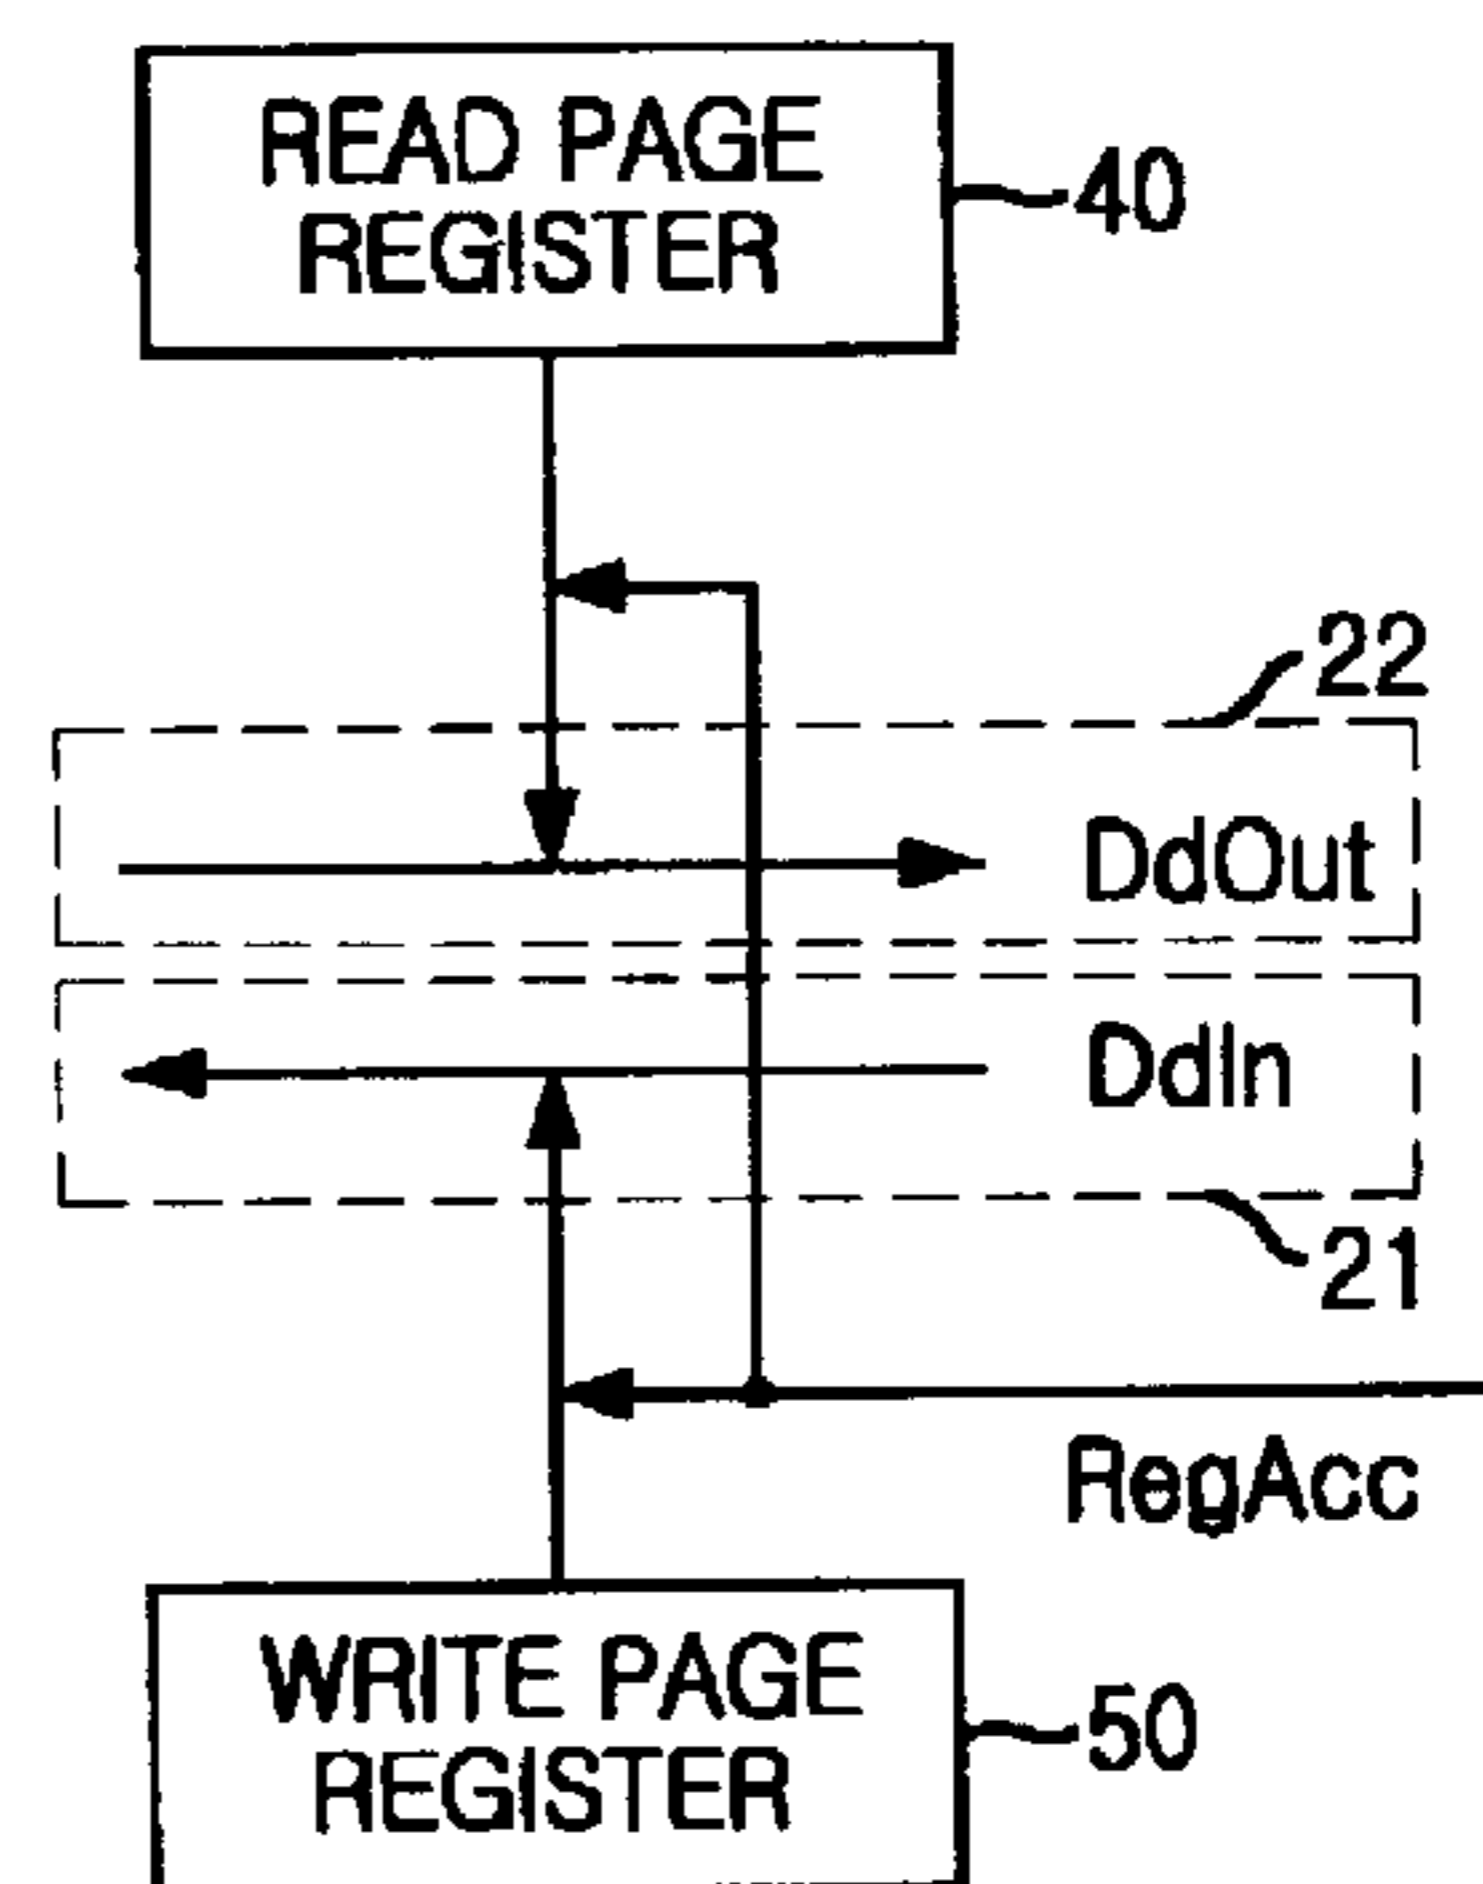 READ PAGE
REGISTER
40
22
DdOut
DdIn
21
RegAcc
WRITE PAGE
REGISTER
50